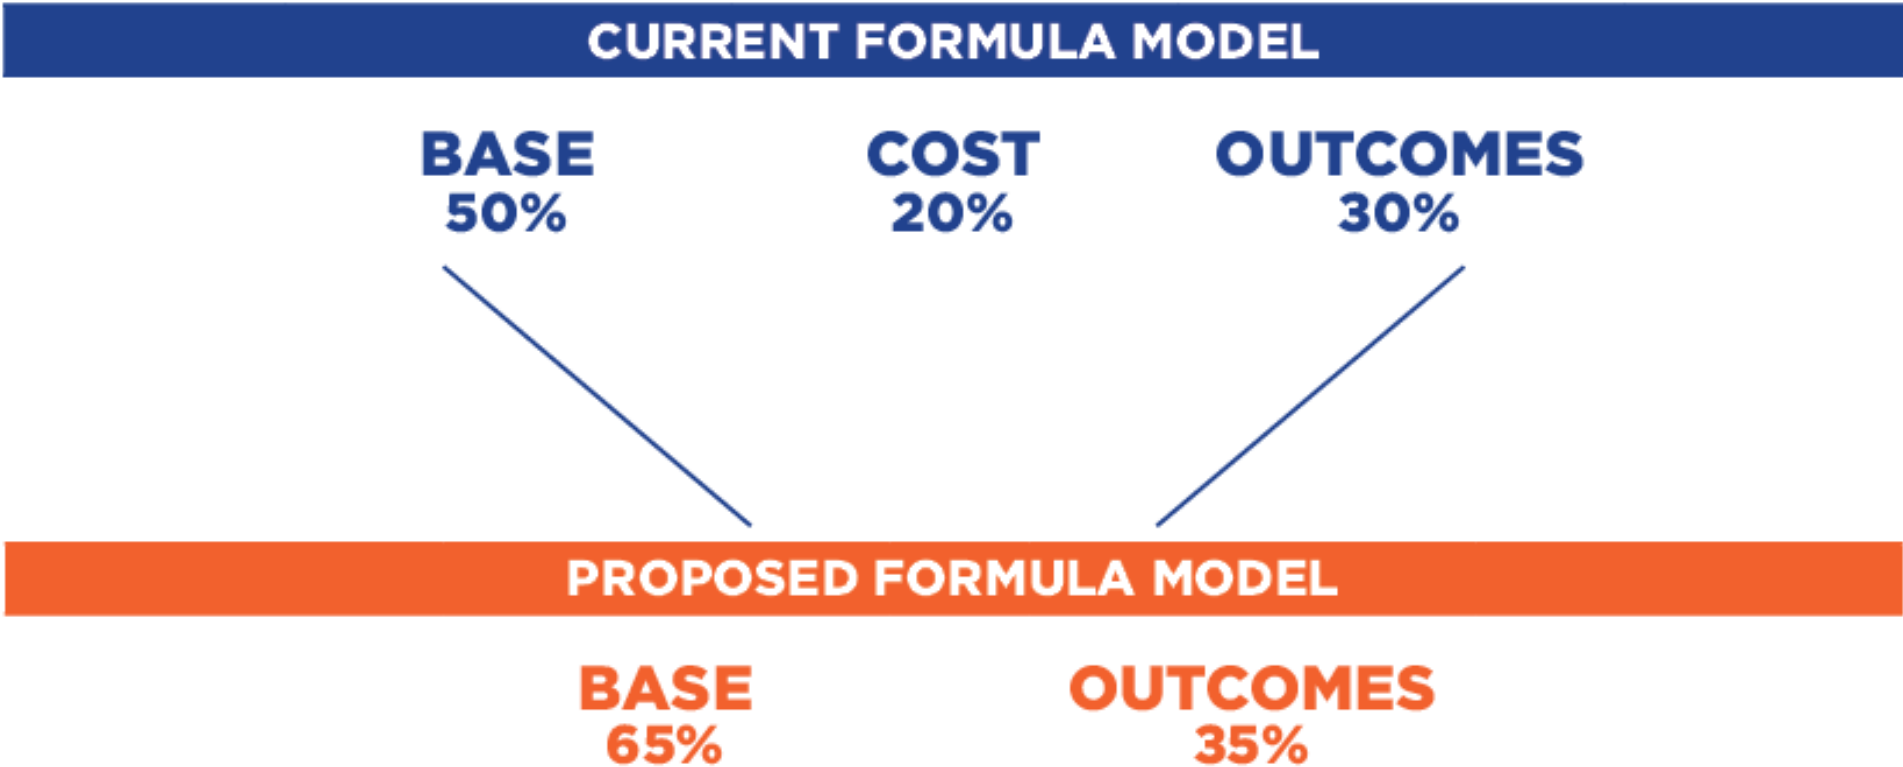 CURRENT FORMULA MODEL
BASE COST OUTCOMES
50% 20% 30%
PROPOSED FORMULA MODEL
BASE OUTCOMES
65% 35%